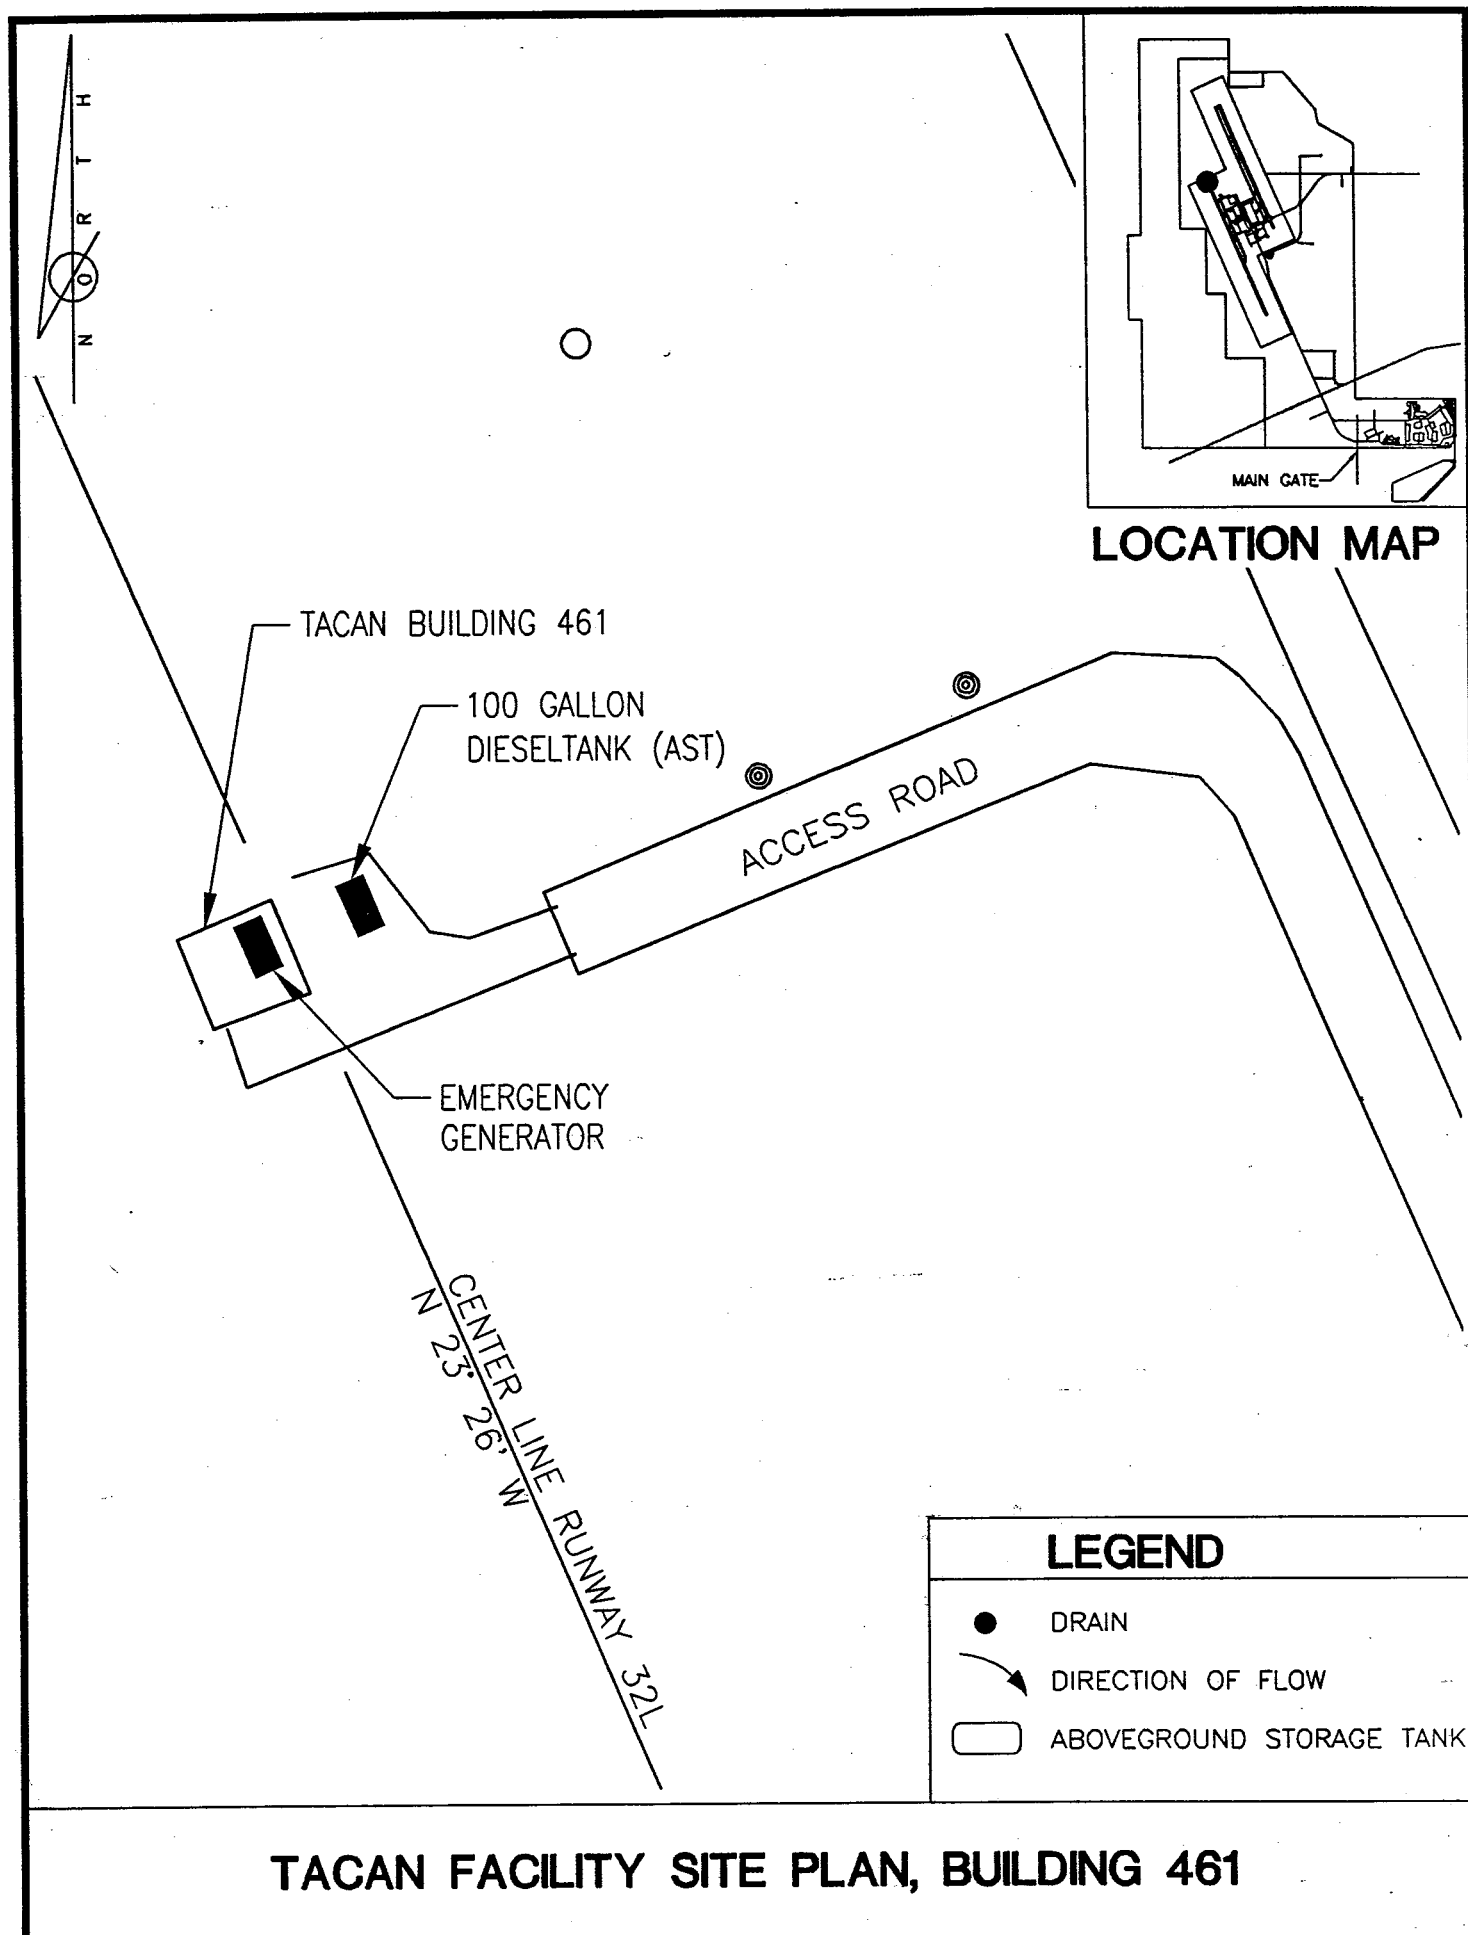 NORTH
MAIN GATE
LOCATION MAP
TACAN BUILDING 461
100 GALLON
DIESELTANK (AST)
ACCESS ROAD
EMERGENCY
GENERATOR
CENTER LINE RUNWAY 32L
N 23° 26' W
LEGEND
DRAIN
DIRECTION OF FLOW
ABOVEGROUND STORAGE TANK
TACAN FACILITY SITE PLAN, BUILDING 461